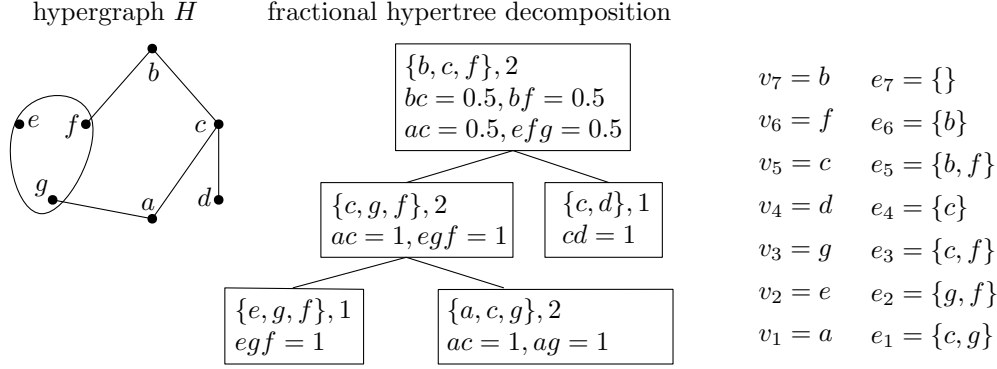 hypergraph H
fractional hypertree decomposition
b
e
f
c
g
a
d
{b, c, f}, 2
bc = 0.5, bf = 0.5
ac = 0.5, efg = 0.5
{c, g, f}, 2
ac = 1, egf = 1
{c, d}, 1
cd = 1
{e, g, f}, 1
egf = 1
{a, c, g}, 2
ac = 1, ag = 1
v₇ = b e₇ = {}
v₆ = f e₆ = {b}
v₅ = c e₅ = {b, f}
v₄ = d e₄ = {c}
v₃ = g e₃ = {c, f}
v₂ = e e₂ = {g, f}
v₁ = a e₁ = {c, g}